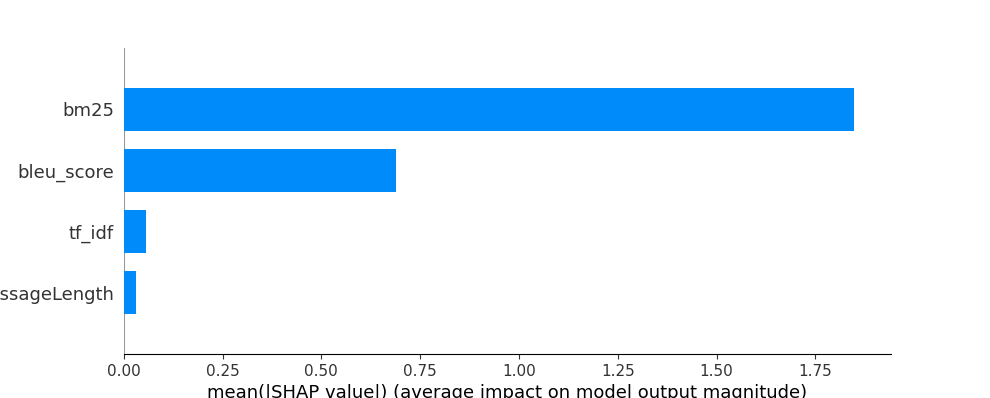 bm25
bleu_score
tf_idf
ssageLength
0.00 0.25 0.50 0.75 1.00 1.25 1.50 1.75
mean(|SHAP value|) (average impact on model output magnitude)